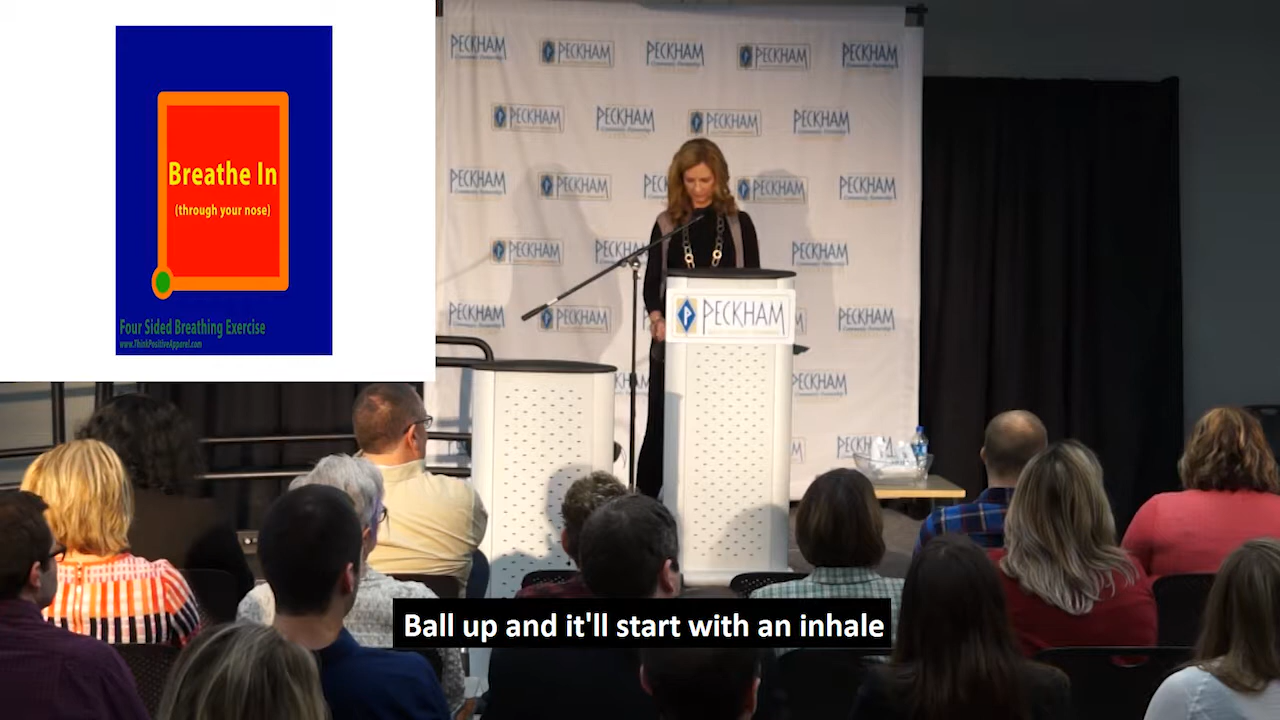 Breathe In
(through your nose)
Four Sided Breathing Exercise
www.ThinkPositiveApparel.com
PECKHAM PECKHAM PECKHAM PECKHAM PECKHAM
PECKHAM PECKHAM PECKHAM PECKHAM
PECKHAM PECKHAM PECKHAM PECKHAM
PECKHAM PECKHAM PECKHAM
PECKHAM
PECKHAM PECKHAM PECKHAM
PECKHAM
Ball up and it'll start with an inhale